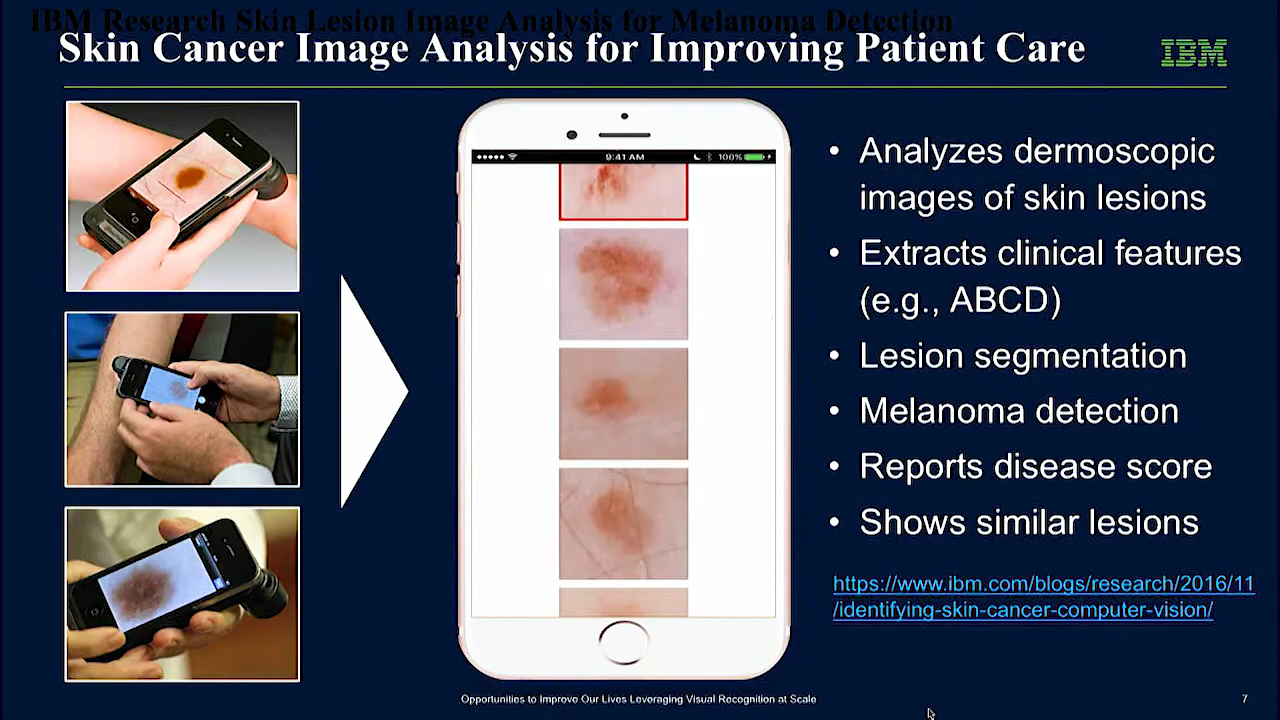 IBM Research Skin Lesion Image Analysis for Melanoma Detection
Skin Cancer Image Analysis for Improving Patient Care
IBM
9:41 AM
100%
• Analyzes dermoscopic
images of skin lesions
• Extracts clinical features
(e.g., ABCD)
• Lesion segmentation
• Melanoma detection
• Reports disease score
• Shows similar lesions
https://www.ibm.com/blogs/research/2016/11
/identifying-skin-cancer-computer-vision/
Opportunities to Improve Our Lives Leveraging Visual Recognition at Scale
7